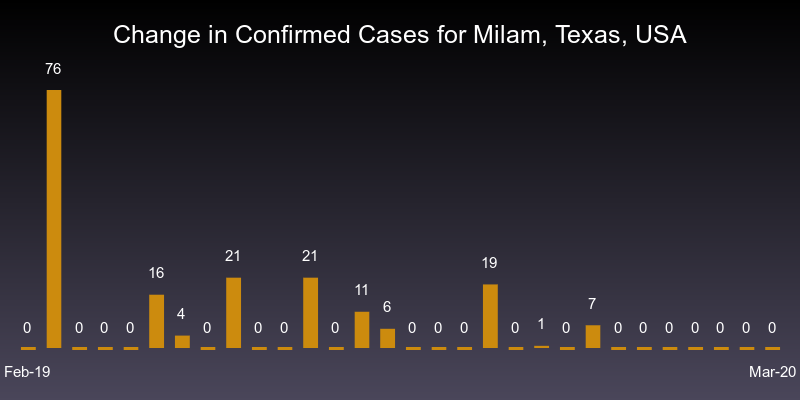 Change in Confirmed Cases for Milam, Texas, USA
0 76 0 0 0 16 4 0 21 0 0 21 0 11 6 0 0 0 19 0 1 0 7 0 0 0 0 0 0 0
Feb-19 Mar-20